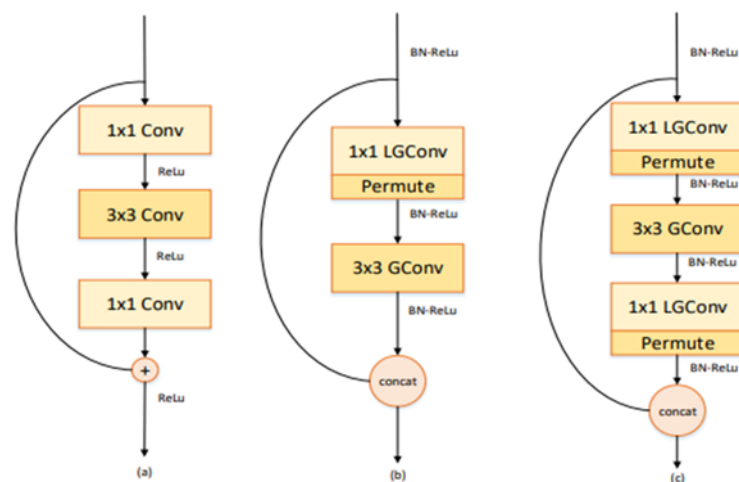 1x1 Conv
ReLu
3x3 Conv
ReLu
1x1 Conv
+
ReLu
(a)
BN-ReLu
1x1 LGConv
Permute
BN-ReLu
3x3 GConv
BN-ReLu
concat
(b)
BN-ReLu
1x1 LGConv
Permute
BN-ReLu
3x3 GConv
BN-ReLu
1x1 LGConv
Permute
BN-ReLu
concat
(c)